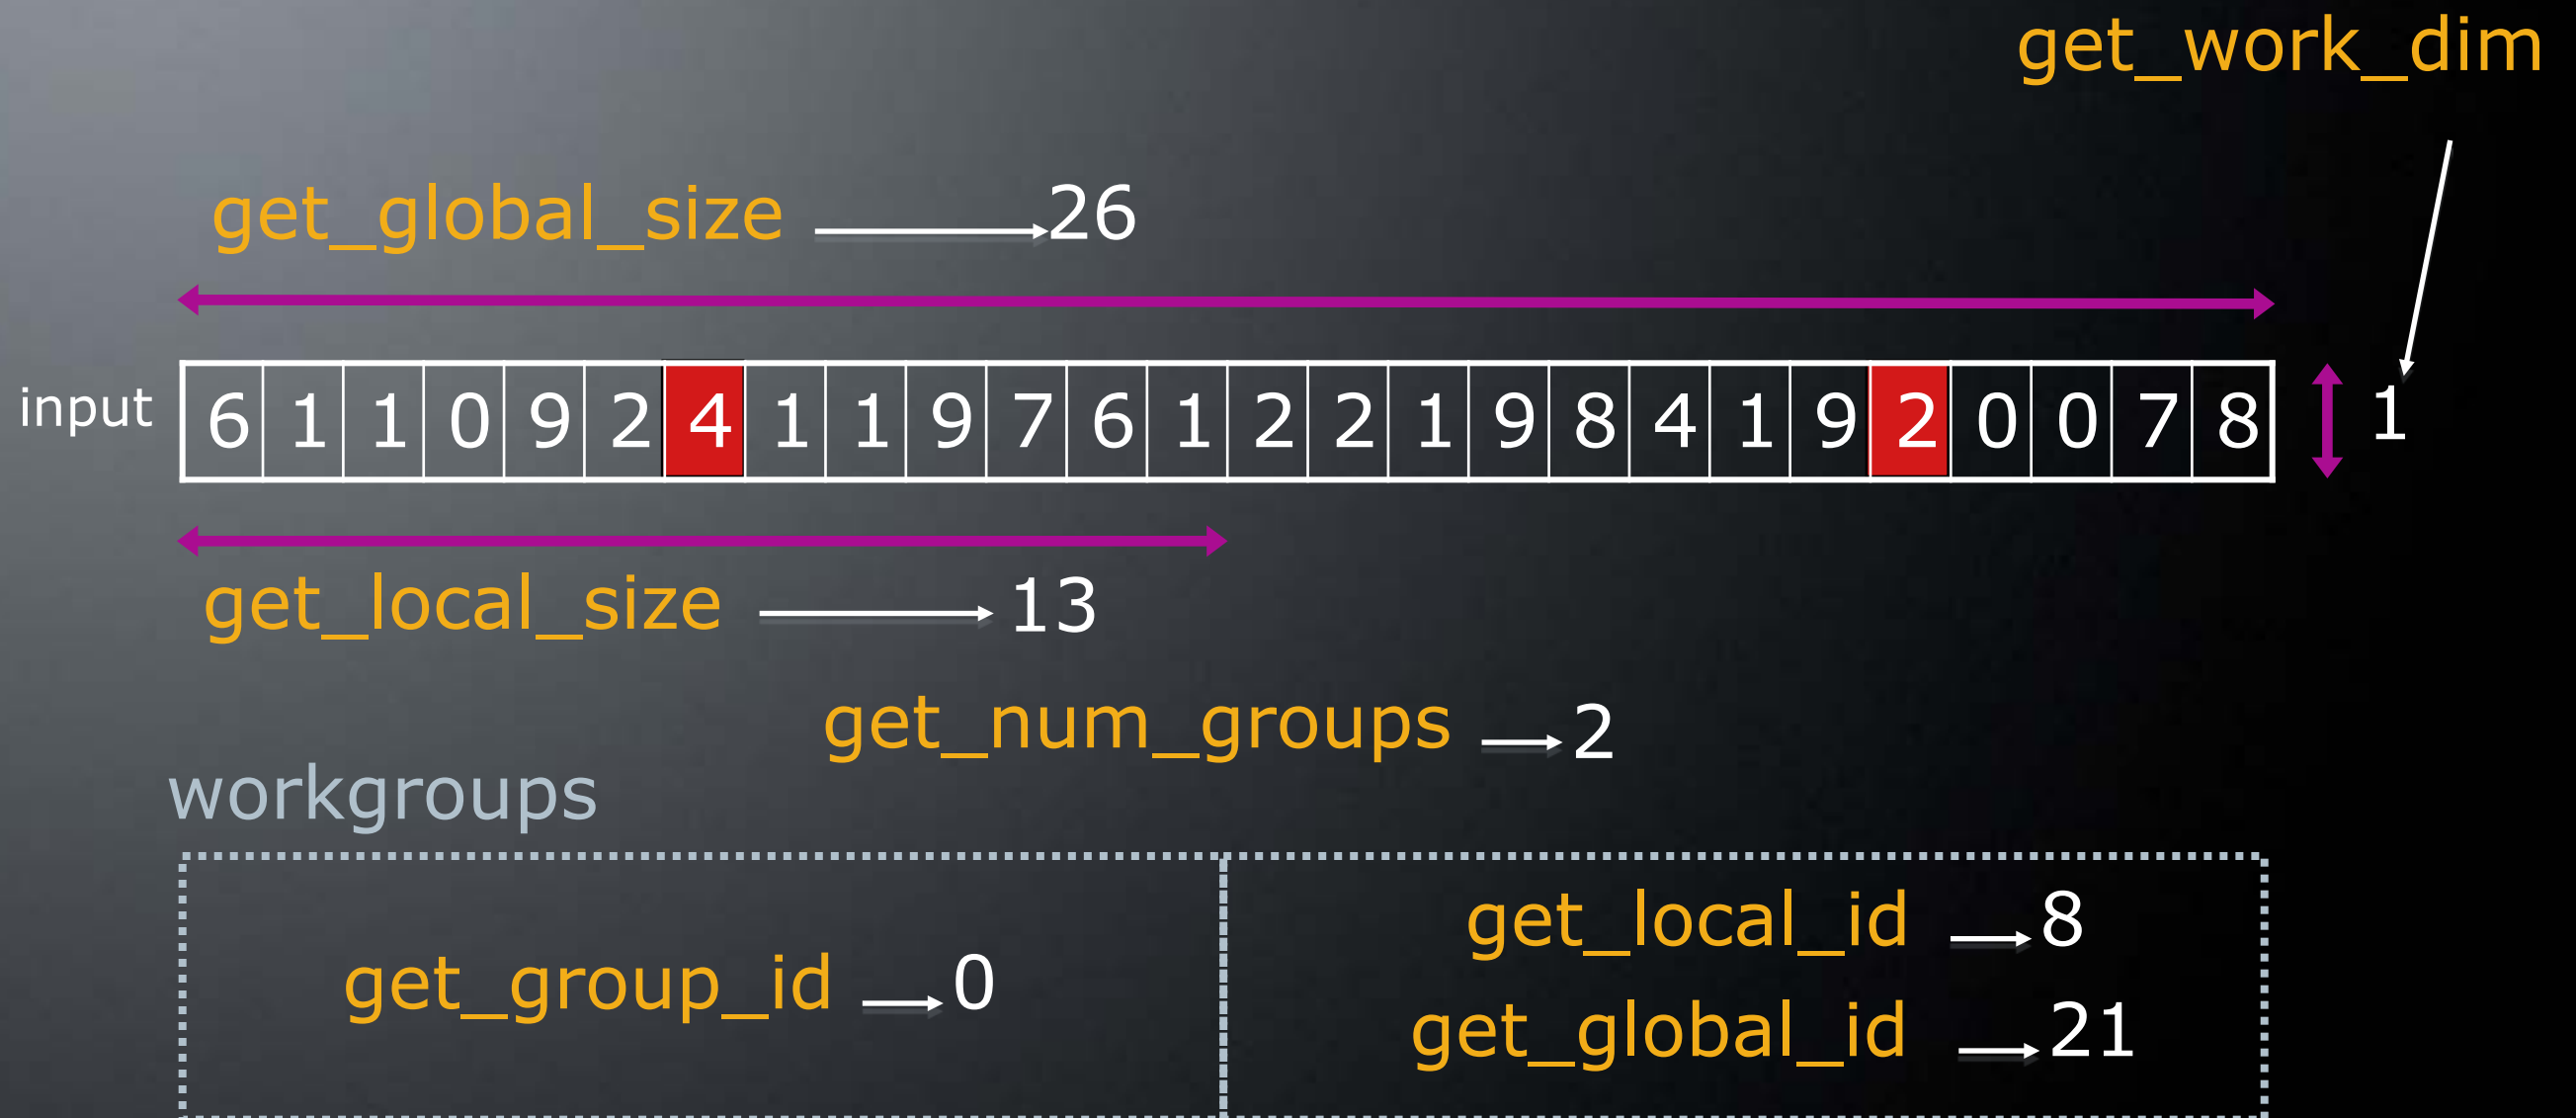 get_work_dim
get_global_size 26
input 6 1 1 0 9 2 4 1 1 9 7 6 1 2 2 1 9 8 4 1 9 2 0 0 7 8 1
get_local_size 13
get_num_groups 2
workgroups
get_group_id 0
get_local_id 8
get_global_id 21